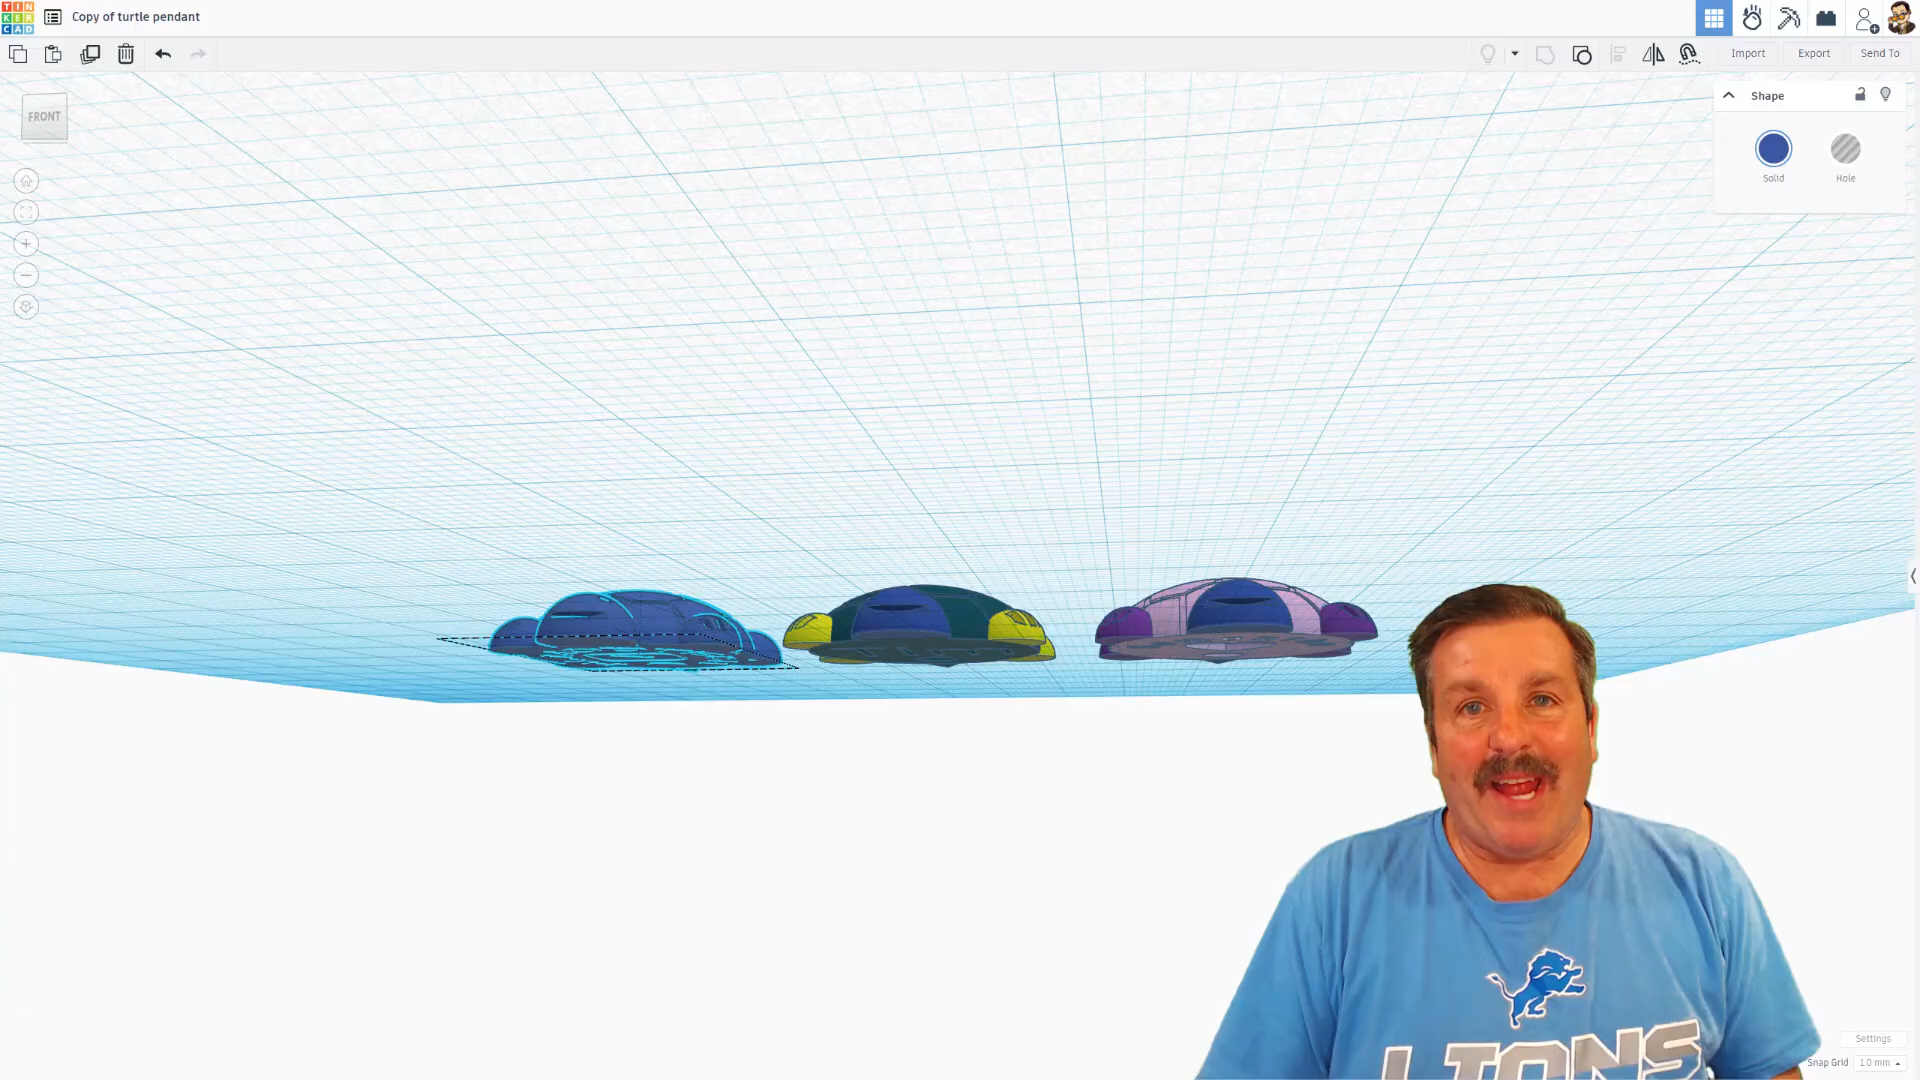 TIN
KER
CAD
Copy of turtle pendant
Import
Export
Send To
FRONT
Shape
Solid
Hole
LIONS
Settings
Snap Grid
1.0 mm